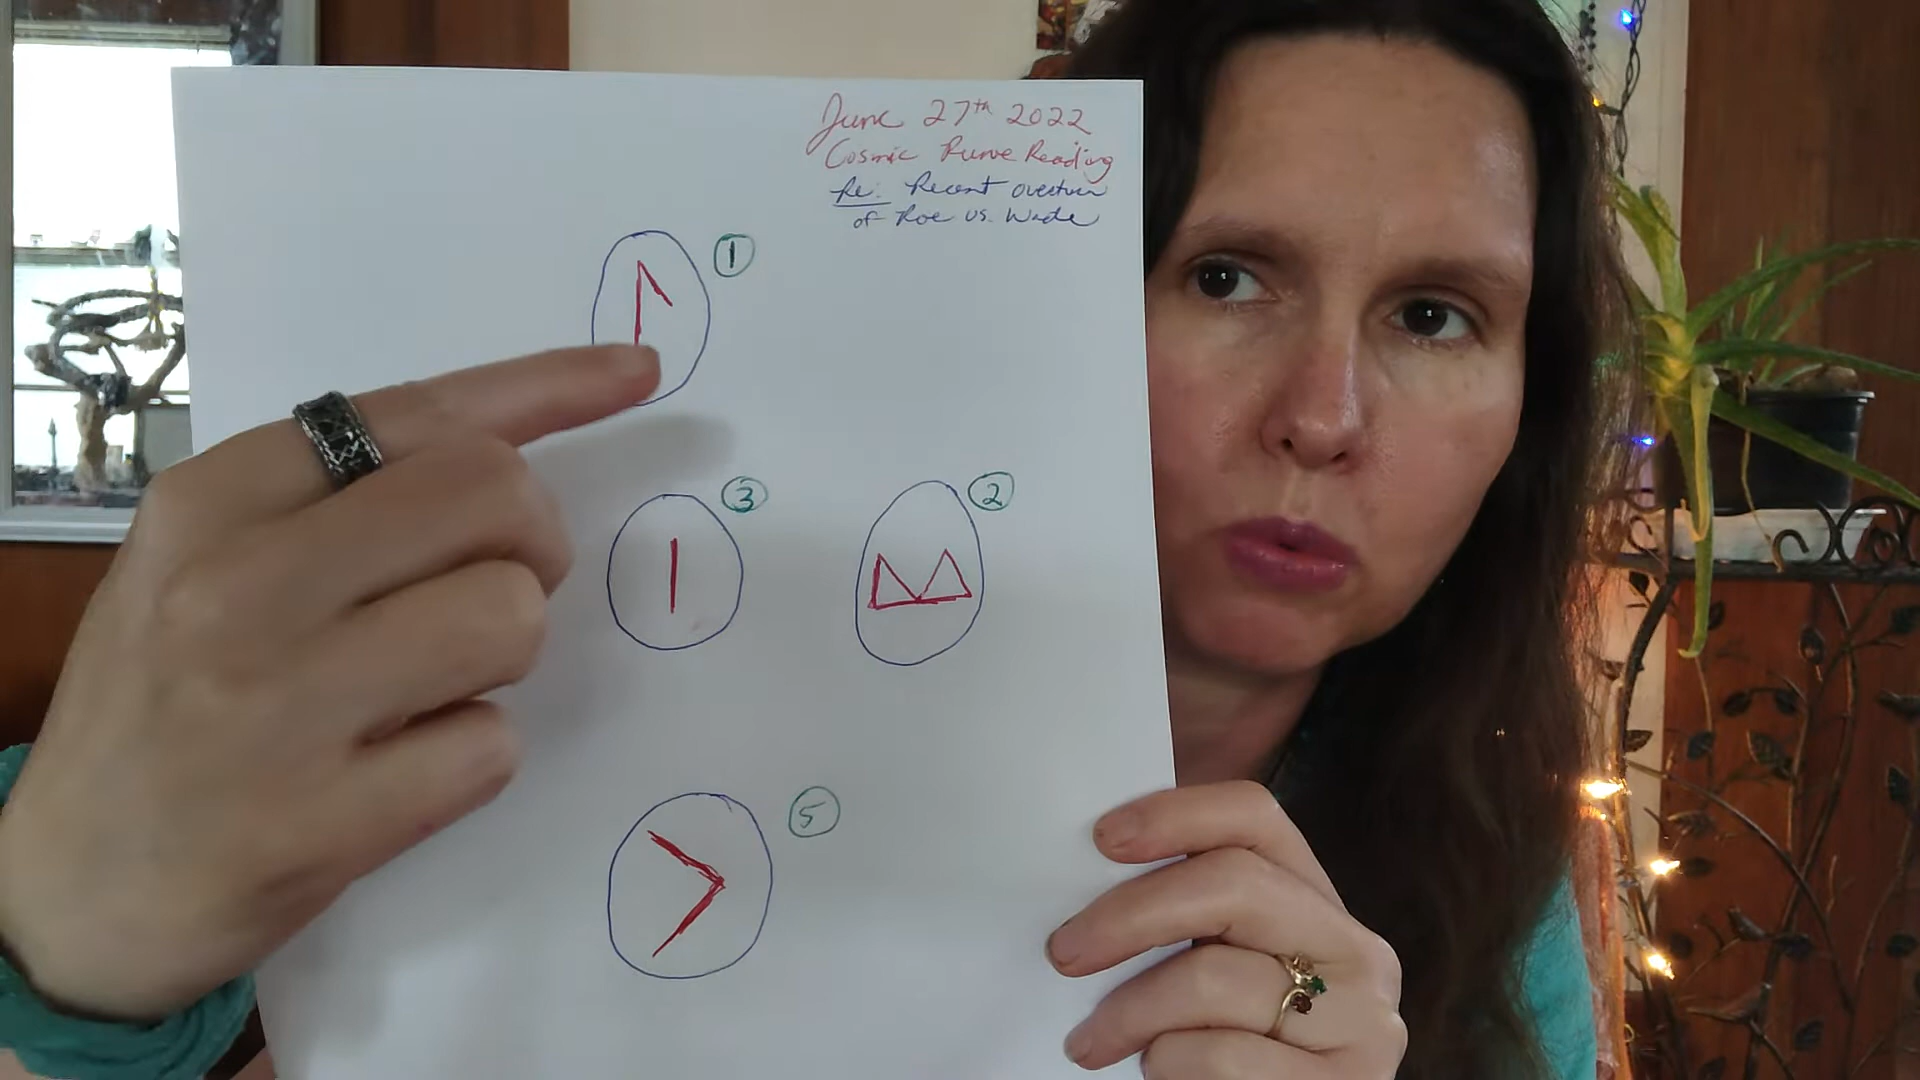 June 27th 2022
Cosmic Rune Reading
Re: Recent overturn
of Roe vs. Wade
1
3
2
5